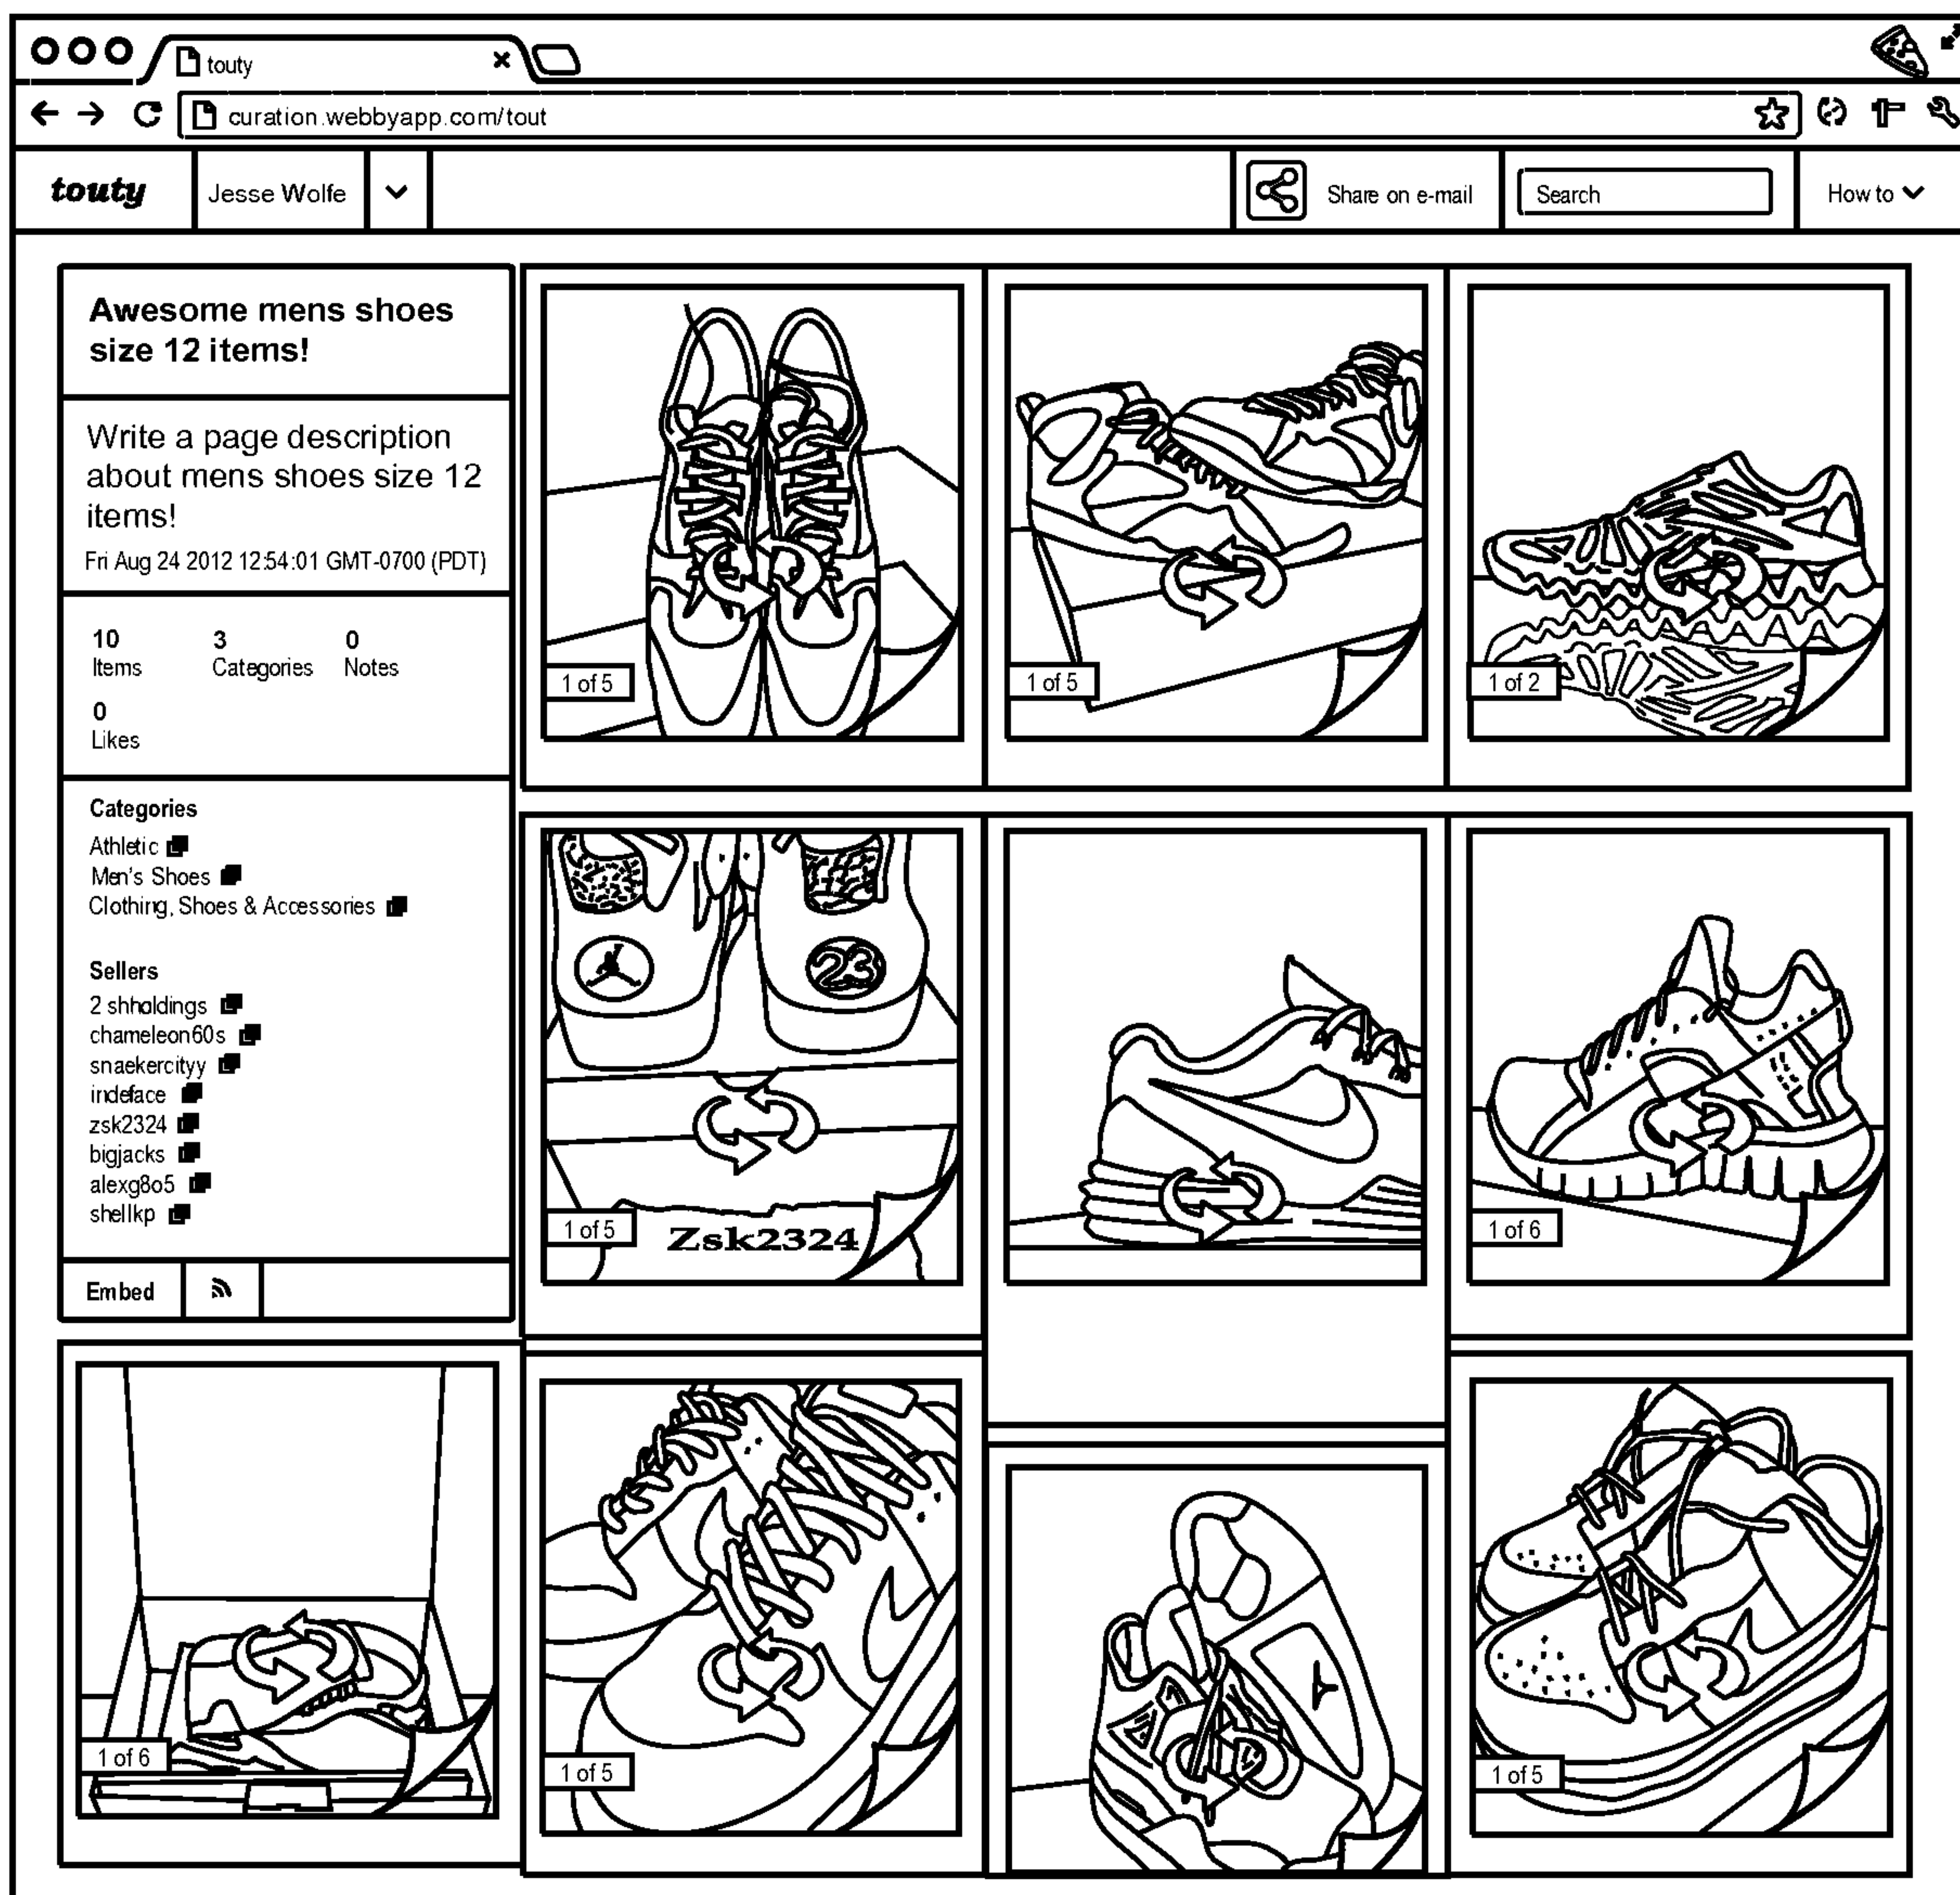 touty
curation.webbyapp.com/tout
touty
Jesse Wolfe
Share on e-mail
Search
How to
Awesome mens shoes
size 12 items!
Write a page description
about mens shoes size 12
items!
Fri Aug 24 2012 12:54:01 GMT-0700 (PDT)
10 3 0
Items Categories Notes
0
Likes
Categories
Athletic
Men's Shoes
Clothing, Shoes & Accessories
Sellers
2 shholdings
chameleon60s
snaekercityy
indeface
zsk2324
bigjacks
alexg8o5
shellkp
Embed
1 of 5
1 of 5
1 of 2
23
1 of 5
Zsk2324
1 of 6
1 of 6
1 of 5
1 of 5